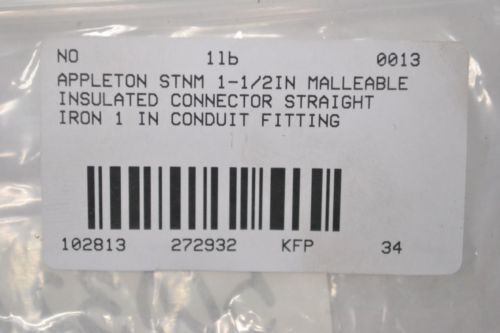 NO 1lb 0013
APPLETON STNM 1-1/2IN MALLEABLE
INSULATED CONNECTOR STRAIGHT
IRON 1 IN CONDUIT FITTING
102813 272932 KFP 34